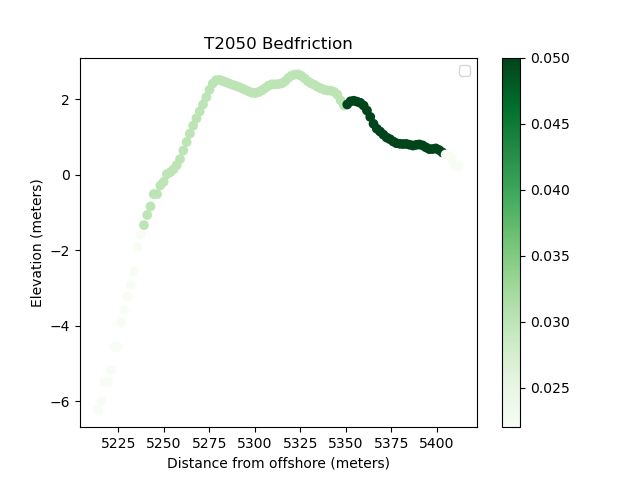 T2050 Bedfriction
Elevation (meters)
2
0
−2
−4
−6
5225 5250 5275 5300 5325 5350 5375 5400
Distance from offshore (meters)
0.050
0.045
0.040
0.035
0.030
0.025